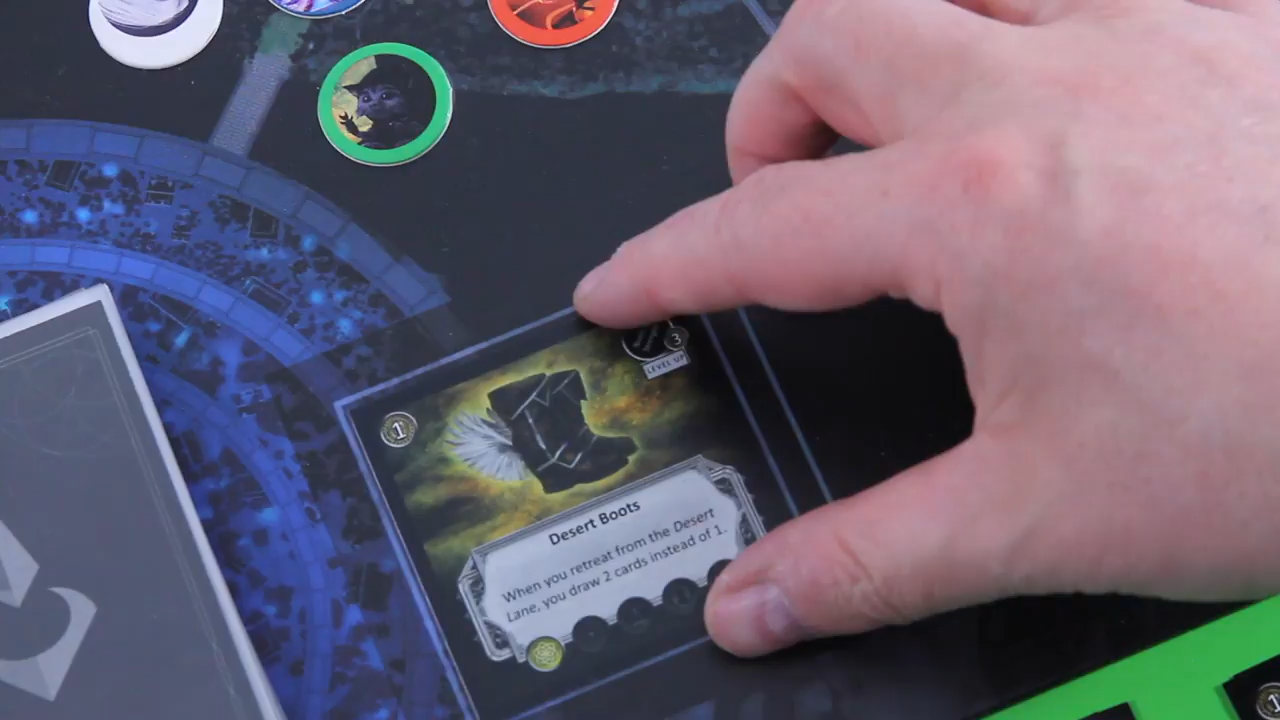 3
LEVEL UP
1
Desert Boots
When you retreat from the Desert
Lane, you draw 2 cards instead of 1.
1